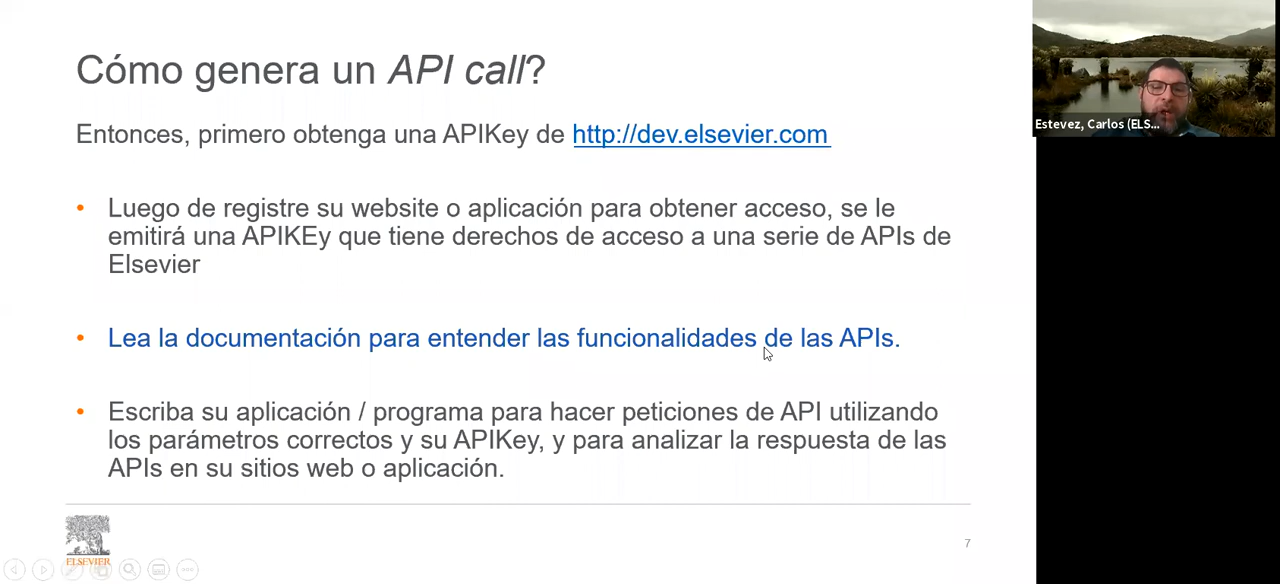 Cómo genera un API call?
Entonces, primero obtenga una APIKey de http://dev.elsevier.com
• Luego de registre su website o aplicación para obtener acceso, se le
emitirá una APIKEy que tiene derechos de acceso a una serie de APIs de
Elsevier
• Lea la documentación para entender las funcionalidades de las APIs.
• Escriba su aplicación / programa para hacer peticiones de API utilizando
los parámetros correctos y su APIKey, y para analizar la respuesta de las
APIs en su sitios web o aplicación.
ELSEVIER
7
Estevez, Carlos (ELS...